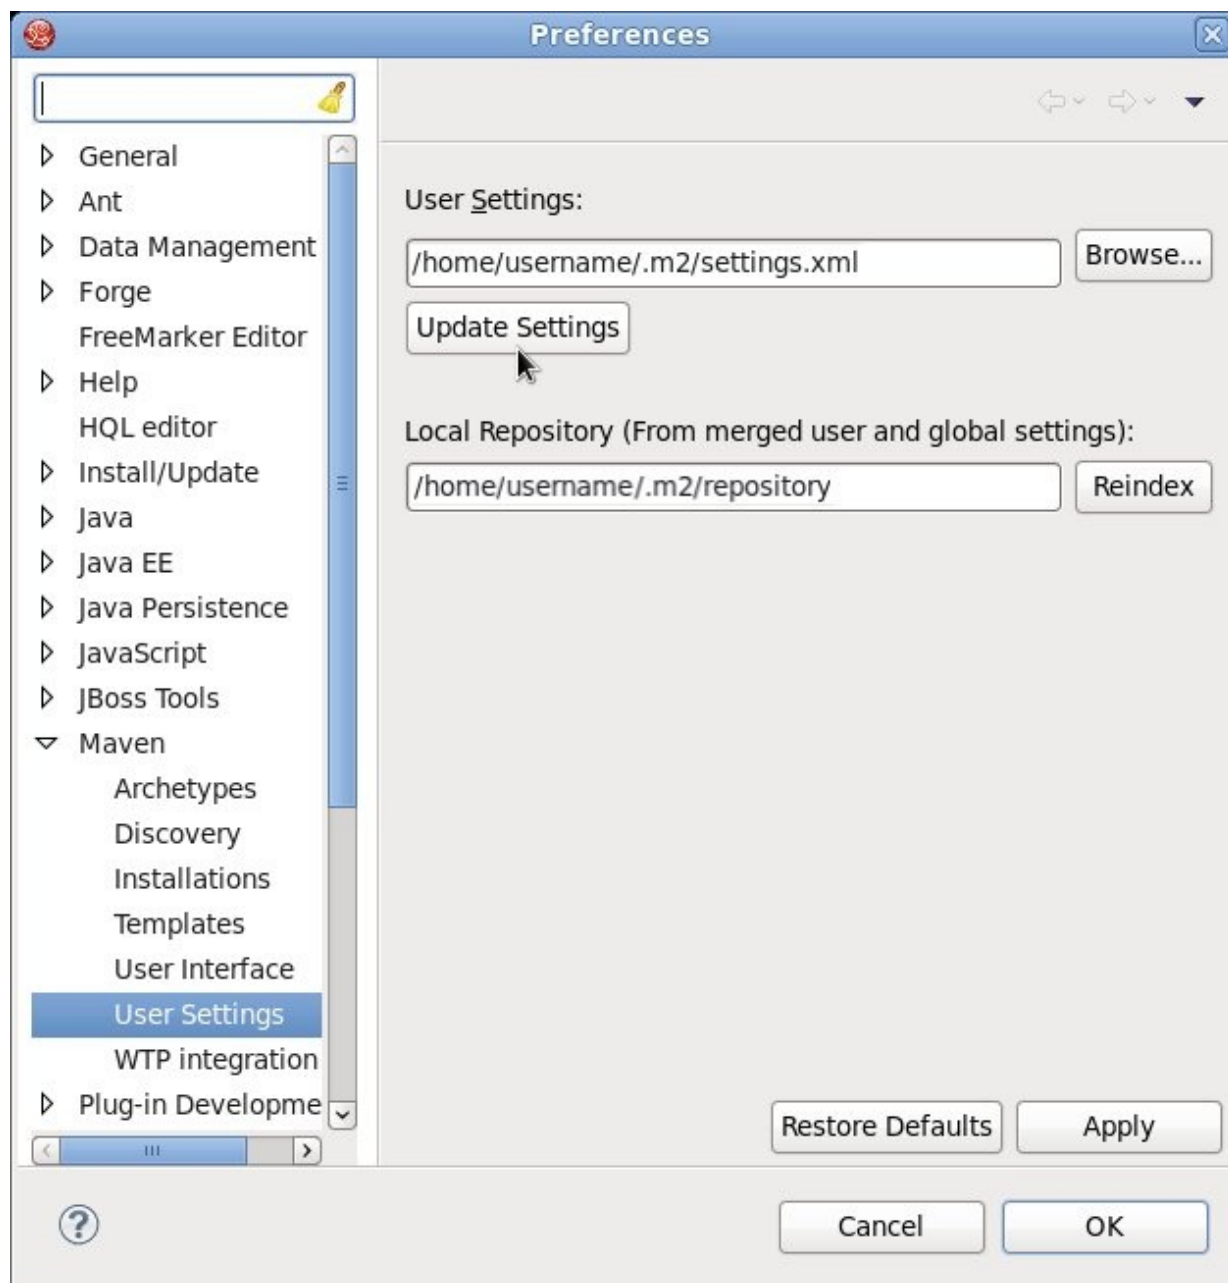 Preferences
General
Ant
Data Management
Forge
FreeMarker Editor
Help
HQL editor
Install/Update
Java
Java EE
Java Persistence
JavaScript
JBoss Tools
Maven
Archetypes
Discovery
Installations
Templates
User Interface
User Settings
WTP integration
Plug-in Developme
User Settings:
/home/username/.m2/settings.xml
Browse...
Update Settings
Local Repository (From merged user and global settings):
/home/username/.m2/repository
Reindex
Restore Defaults
Apply
?
Cancel
OK